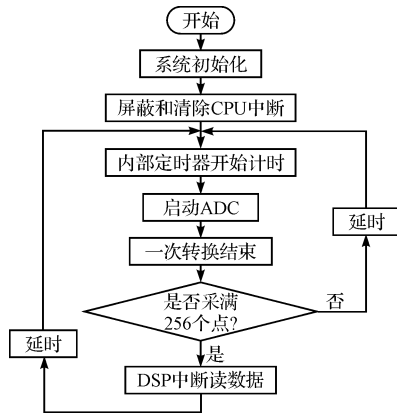 开始
系统初始化
屏蔽和清除CPU中断
内部定时器开始计时
启动ADC
延时
一次转换结束
是否采满
256个点?
否
延时
是
DSP中断读数据